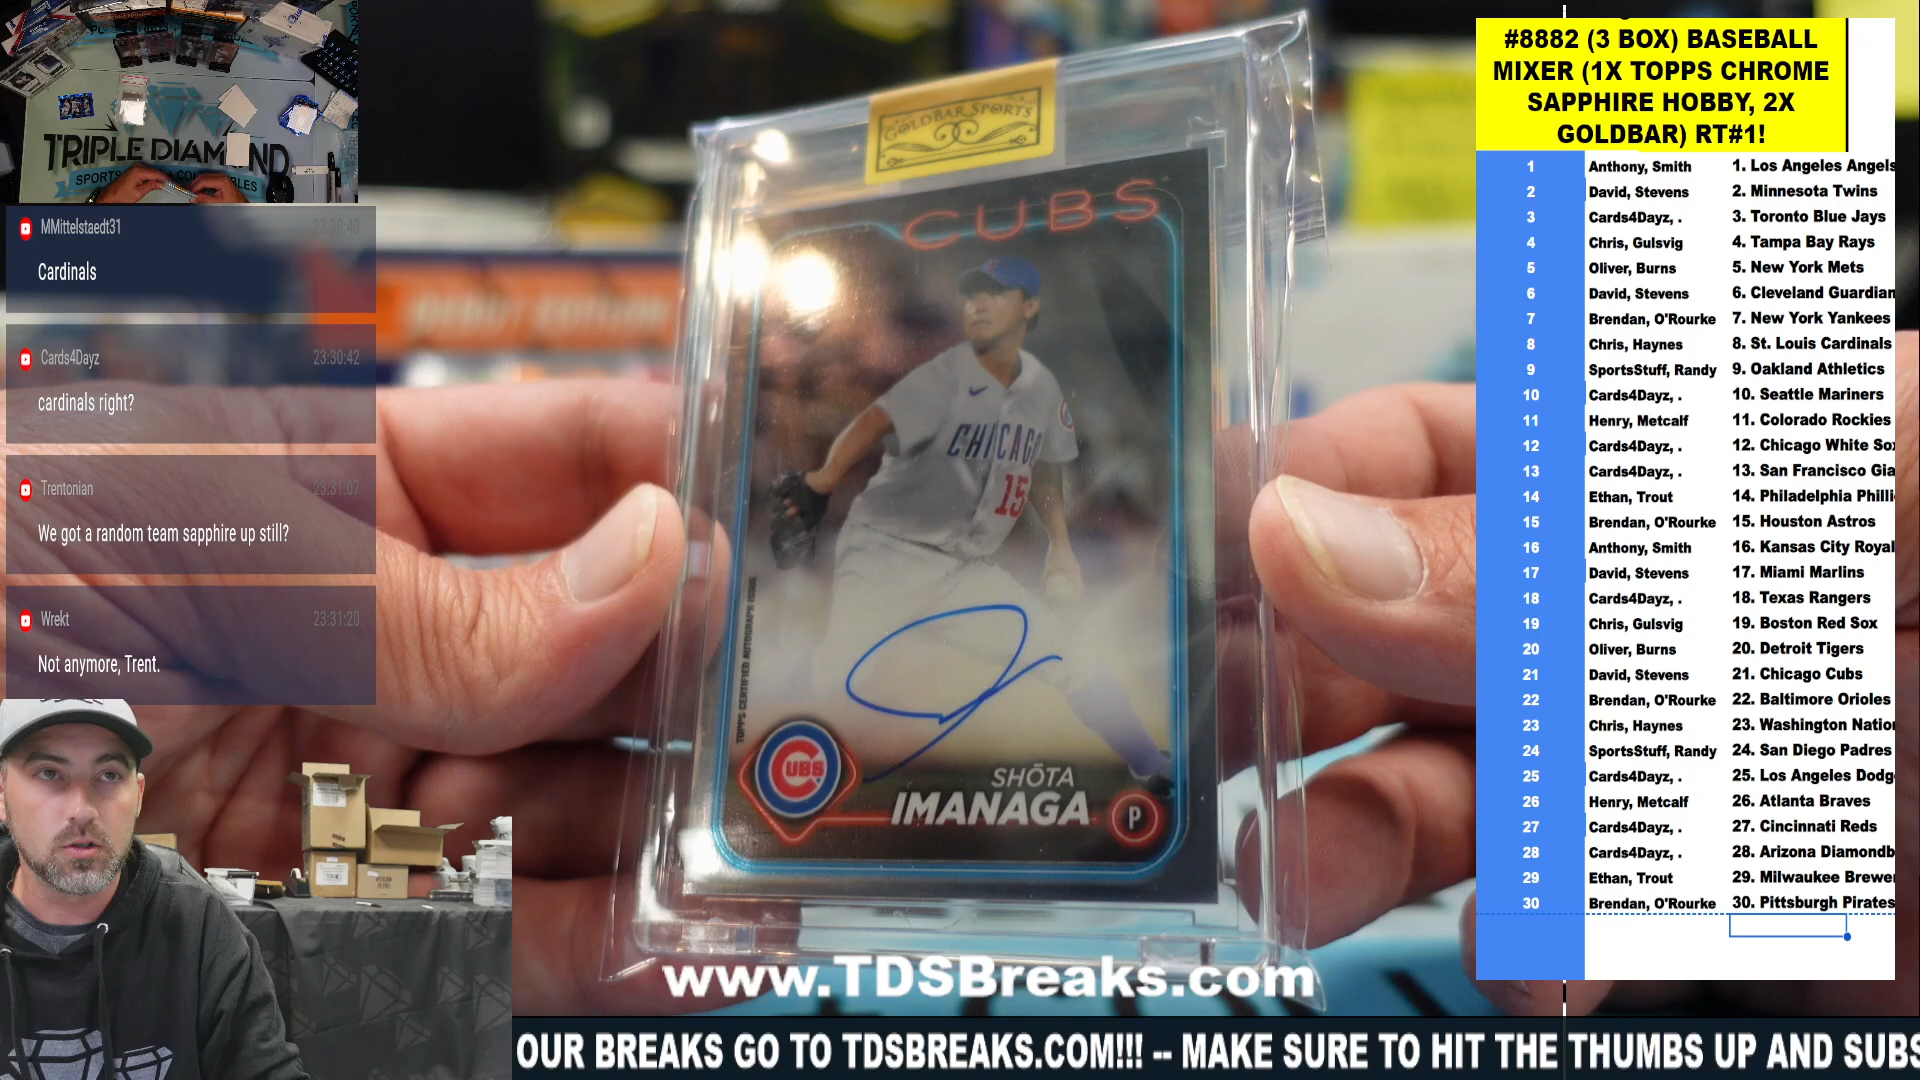 TRIPLE DIAMOND
MMittelstaedt31 23:30:40
Cardinals
Cards4Dayz 23:30:42
cardinals right?
Trentonian 23:31:07
We got a random team sapphire up still?
Wrekt 23:31:20
Not anymore, Trent.
GOLDBAR SPORTS
CUBS
CHICAGO
15
TOPPS CERTIFIED AUTOGRAPH ISSUE
CUBS
SHŌTA
IMANAGA
P
www.TDSBreaks.com
#8882 (3 BOX) BASEBALL
MIXER (1X TOPPS CHROME
SAPPHIRE HOBBY, 2X
GOLDBAR) RT#1!
1 Anthony, Smith 1. Los Angeles Angels
2 David, Stevens 2. Minnesota Twins
3 Cards4Dayz, . 3. Toronto Blue Jays
4 Chris, Gulsvig 4. Tampa Bay Rays
5 Oliver, Burns 5. New York Mets
6 David, Stevens 6. Cleveland Guardian
7 Brendan, O'Rourke 7. New York Yankees
8 Chris, Haynes 8. St. Louis Cardinals
9 SportsStuff, Randy 9. Oakland Athletics
10 Cards4Dayz, . 10. Seattle Mariners
11 Henry, Metcalf 11. Colorado Rockies
12 Cards4Dayz, . 12. Chicago White Sox
13 Cards4Dayz, . 13. San Francisco Gia
14 Ethan, Trout 14. Philadelphia Philli
15 Brendan, O'Rourke 15. Houston Astros
16 Anthony, Smith 16. Kansas City Royal
17 David, Stevens 17. Miami Marlins
18 Cards4Dayz, . 18. Texas Rangers
19 Chris, Gulsvig 19. Boston Red Sox
20 Oliver, Burns 20. Detroit Tigers
21 David, Stevens 21. Chicago Cubs
22 Brendan, O'Rourke 22. Baltimore Orioles
23 Chris, Haynes 23. Washington Natio
24 SportsStuff, Randy 24. San Diego Padres
25 Cards4Dayz, . 25. Los Angeles Dodg
26 Henry, Metcalf 26. Atlanta Braves
27 Cards4Dayz, . 27. Cincinnati Reds
28 Cards4Dayz, . 28. Arizona Diamondb
29 Ethan, Trout 29. Milwaukee Brewe
30 Brendan, O'Rourke 30. Pittsburgh Pirates
OUR BREAKS GO TO TDSBREAKS.COM!!! -- MAKE SURE TO HIT THE THUMBS UP AND SUBS